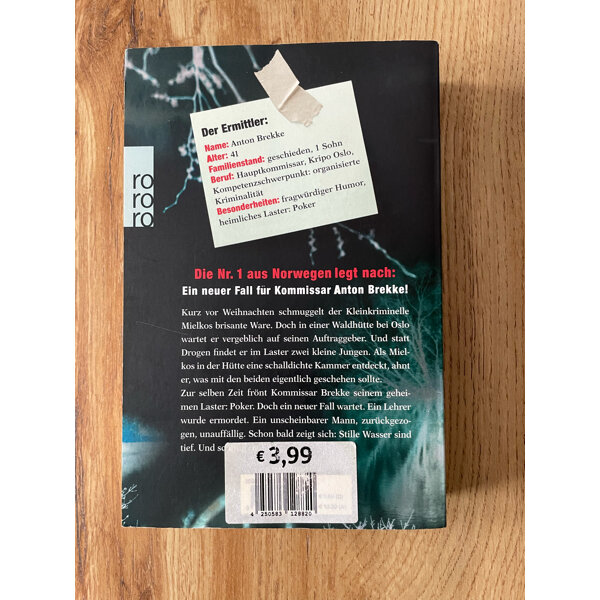 Der Ermittler:
Name: Anton Brekke
Alter: 41
Familienstand: geschieden, 1 Sohn
Beruf: Hauptkommissar, Kripo Oslo,
Kompetenzschwerpunkt: organisierte
Kriminalität
Besonderheiten: fragwürdiger Humor,
heimliches Laster: Poker
ro
ro
ro
Die Nr. 1 aus Norwegen legt nach:
Ein neuer Fall für Kommissar Anton Brekke!
Kurz vor Weihnachten schmuggelt der Kleinkriminelle
Mielkos brisante Ware. Doch in einer Waldhütte bei Oslo
wartet er vergeblich auf seinen Auftraggeber. Und statt
Drogen findet er im Laster zwei kleine Jungen. Als Miel-
kos in der Hütte eine schalldichte Kammer entdeckt, ahnt
er, was mit den beiden eigentlich geschehen sollte.
Zur selben Zeit frönt Kommissar Brekke seinem gehei-
men Laster: Poker. Doch ein neuer Fall wartet. Ein Lehrer
wurde ermordet. Ein unscheinbarer Mann, zurückgezo-
gen, unauffällig. Schon bald zeigt sich: Stille Wasser sind
tief. Und
€ 3,99
4 250583 128820